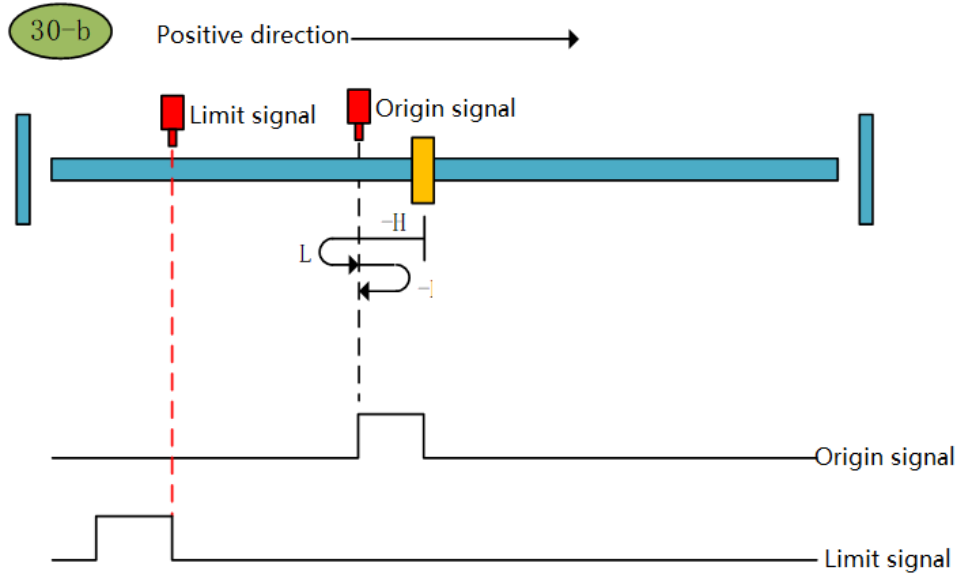 30-b
Positive direction
Limit signal
Origin signal
-H
L
Origin signal
Limit signal